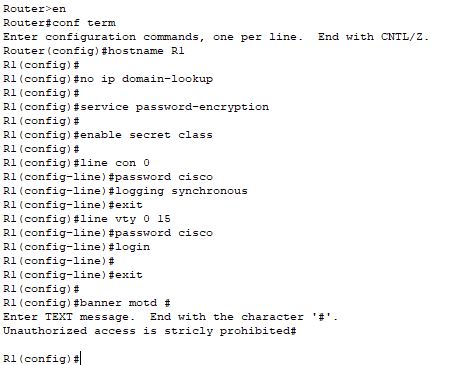 Router>en
Router#conf term
Enter configuration commands, one per line.  End with CNTL/Z.
Router(config)#hostname R1
R1(config)#
R1(config)#no ip domain-lookup
R1(config)#
R1(config)#service password-encryption
R1(config)#
R1(config)#enable secret class
R1(config)#
R1(config)#line con 0
R1(config-line)#password cisco
R1(config-line)#logging synchronous
R1(config-line)#exit
R1(config)#line vty 0 15
R1(config-line)#password cisco
R1(config-line)#login
R1(config-line)#
R1(config-line)#exit
R1(config)#
R1(config)#banner motd #
Enter TEXT message.  End with the character '#'.
Unauthorized access is stricly prohibited#
R1(config)#